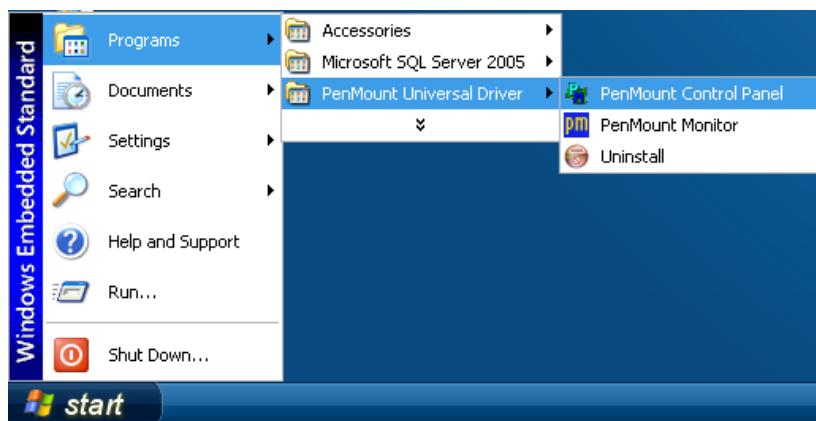 Windows Embedded Standard
Programs
Documents
Settings
Search
Help and Support
Run...
Shut Down...
Accessories
Microsoft SQL Server 2005
PenMount Universal Driver
PenMount Control Panel
pm PenMount Monitor
Uninstall
start